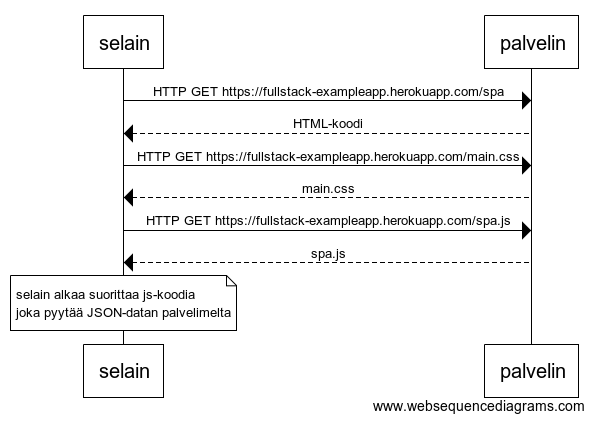 selain
palvelin
HTTP GET https://fullstack-exampleapp.herokuapp.com/spa
HTML-koodi
HTTP GET https://fullstack-exampleapp.herokuapp.com/main.css
main.css
HTTP GET https://fullstack-exampleapp.herokuapp.com/spa.js
spa.js
selain alkaa suorittaa js-koodia
joka pyytää JSON-datan palvelimelta
selain
palvelin
www.websequencediagrams.com